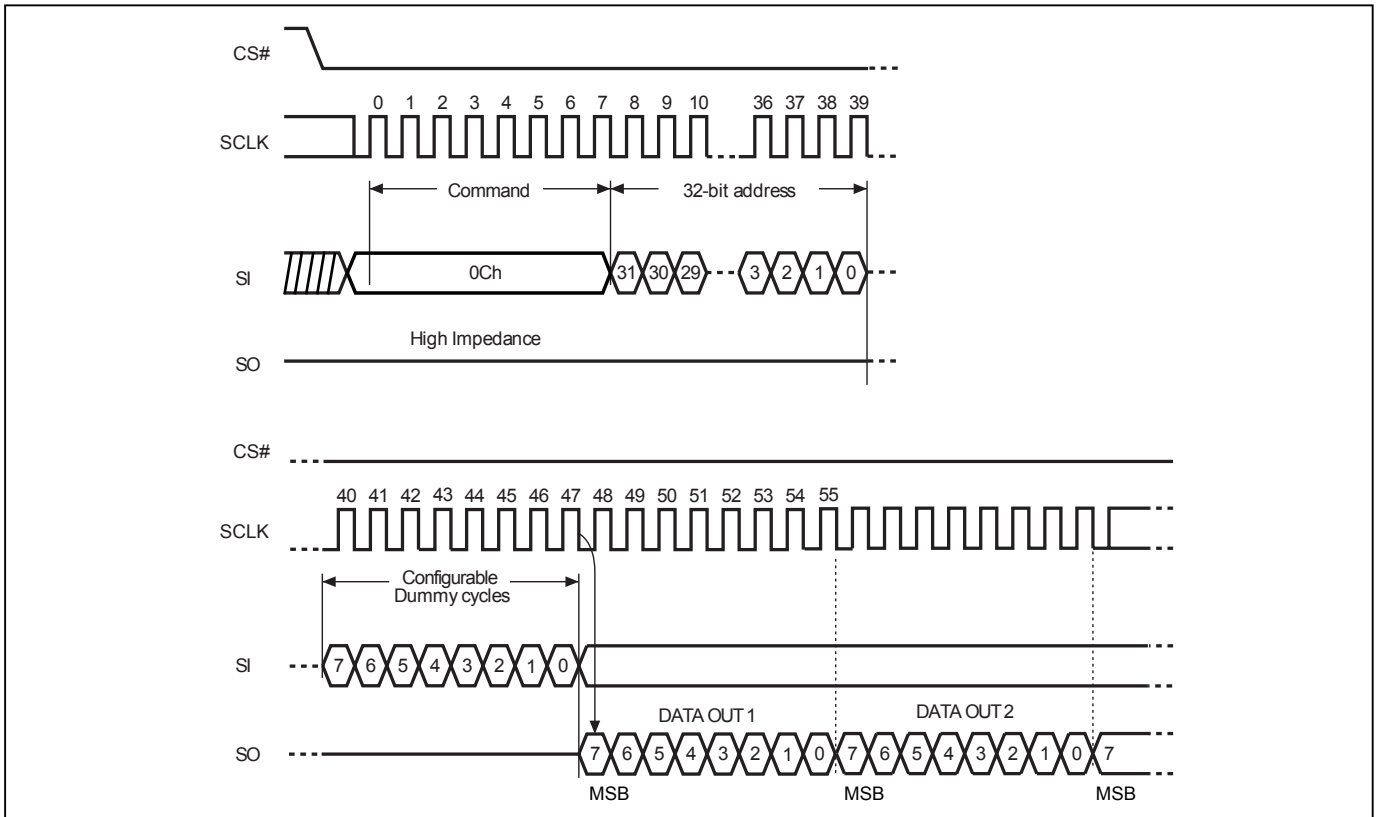 CS#
0 1 2 3 4 5 6 7 8 9 10 36 37 38 39
SCLK
Command 32-bit address
SI 0Ch 31 30 29 3 2 1 0
High Impedance
SO
CS#
40 41 42 43 44 45 46 47 48 49 50 51 52 53 54 55
SCLK
Configurable
Dummy cycles
SI 7 6 5 4 3 2 1 0
DATA OUT 1 DATA OUT 2
SO 7 6 5 4 3 2 1 0 7 6 5 4 3 2 1 0 7
MSB MSB MSB